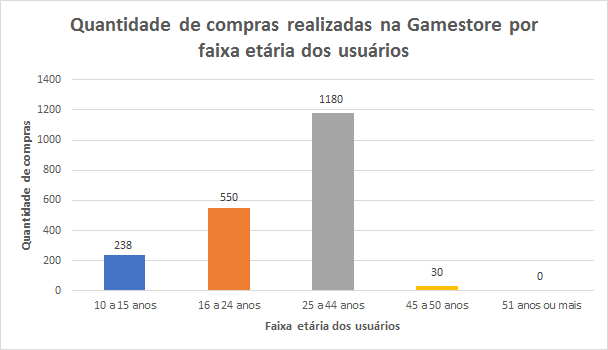 Quantidade de compras realizadas na Gamestore por
faixa etária dos usuários
Quantidade de compras
1400
1200
1000
800
600
400
200
0
238
550
1180
30
0
10 a 15 anos
16 a 24 anos
25 a 44 anos
45 a 50 anos
51 anos ou mais
Faixa etária dos usuários